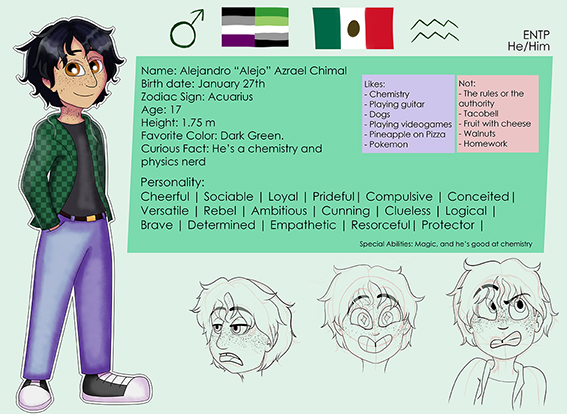 ENTP
He/Him
Name: Alejandro “Alejo” Azrael Chimal
Birth date: January 27th
Zodiac Sign: Acuarius
Age: 17
Height: 1.75 m
Favorite Color: Dark Green.
Curious Fact: He's a chemistry and
physics nerd
Likes:
- Chemistry
- Playing guitar
- Dogs
- Playing videogames
- Pineapple on Pizza
- Pokemon
Not:
- The rules or the
authority
- Tacobell
- Fruit with cheese
- Walnuts
- Homework
Personality:
Cheerful | Sociable | Loyal | Prideful| Compulsive | Conceited|
Versatile | Rebel | Ambitious | Cunning | Clueless | Logical |
Brave | Determined | Empathetic | Resorceful| Protector |
Special Abilities: Magic, and he's good at chemistry